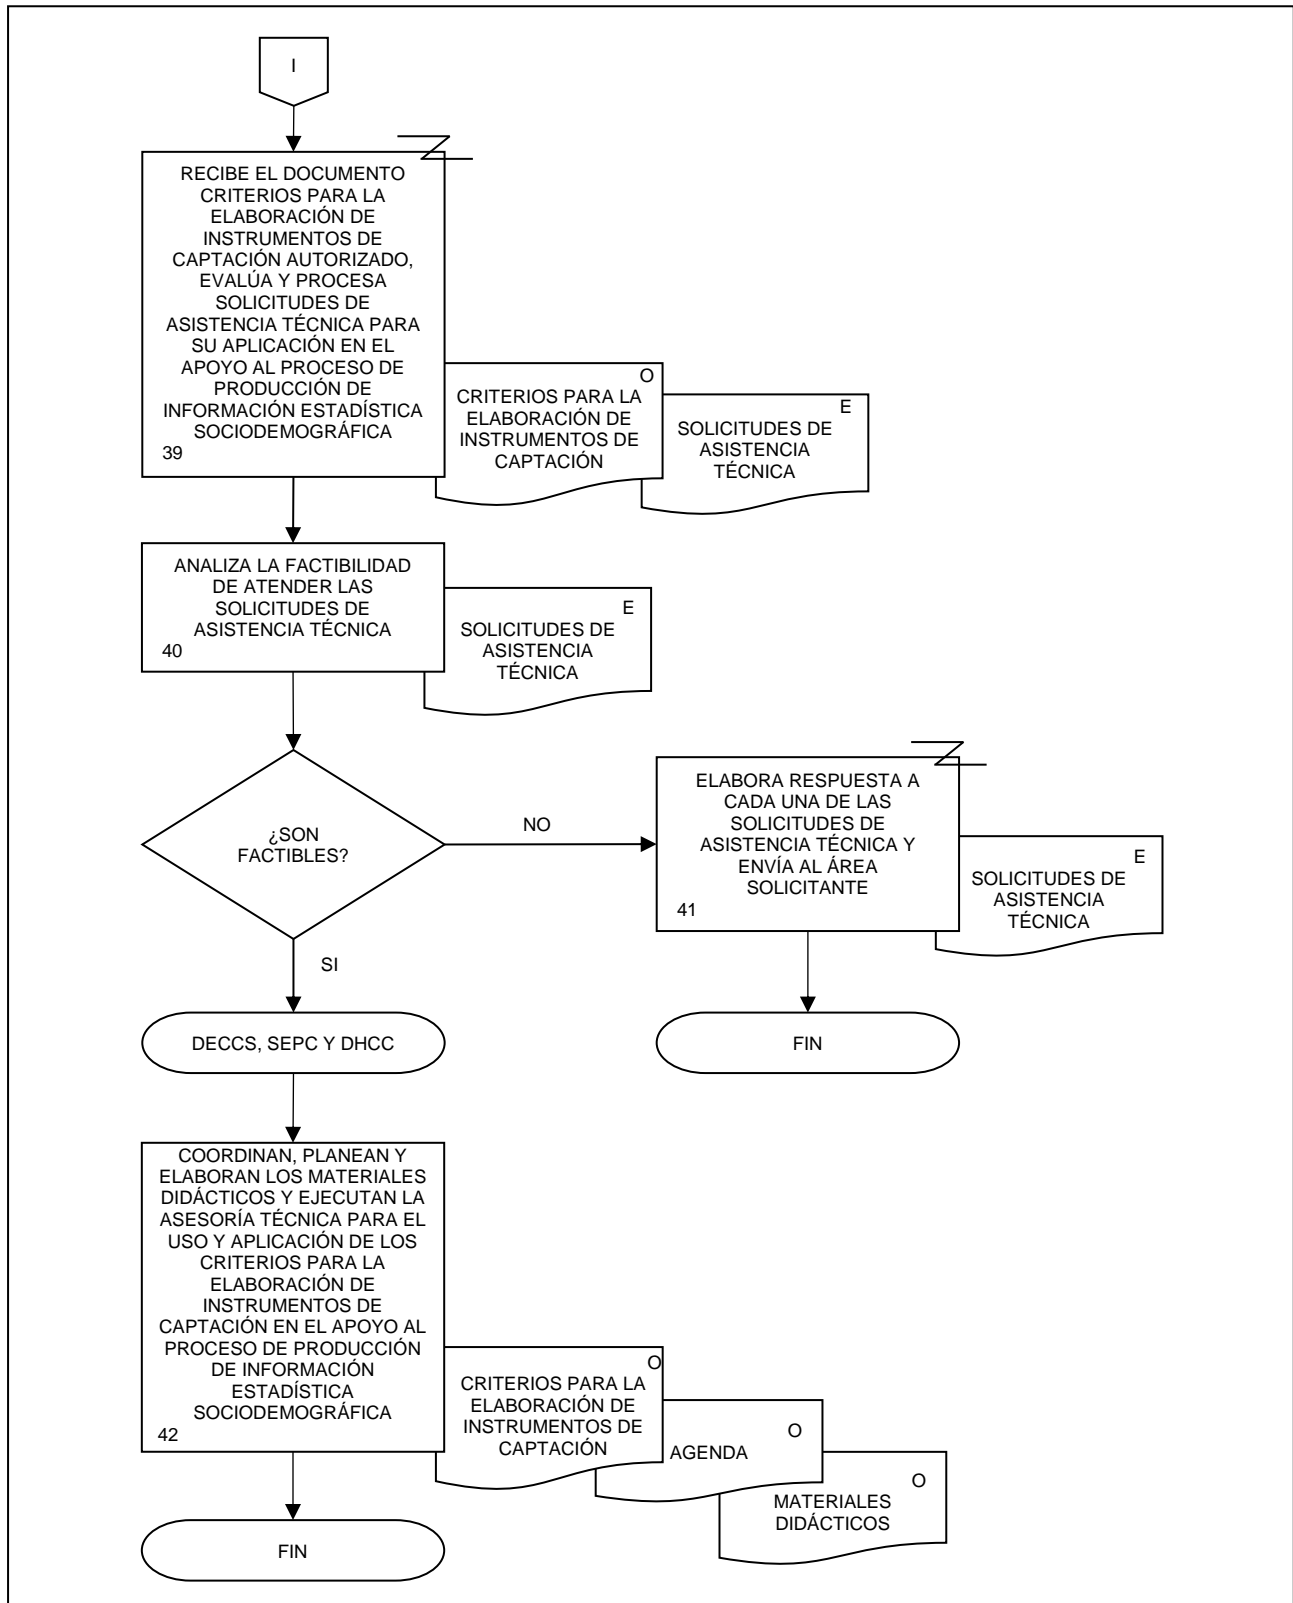 I
RECIBE EL DOCUMENTO
CRITERIOS PARA LA
ELABORACIÓN DE
INSTRUMENTOS DE
CAPTACIÓN AUTORIZADO,
EVALÚA Y PROCESA
SOLICITUDES DE
ASISTENCIA TÉCNICA PARA
SU APLICACIÓN EN EL
APOYO AL PROCESO DE
PRODUCCIÓN DE
INFORMACIÓN ESTADÍSTICA
SOCIODEMOGRÁFICA
39
O
CRITERIOS PARA LA
ELABORACIÓN DE
INSTRUMENTOS DE
CAPTACIÓN
E
SOLICITUDES DE
ASISTENCIA
TÉCNICA
ANALIZA LA FACTIBILIDAD
DE ATENDER LAS
SOLICITUDES DE
ASISTENCIA TÉCNICA
40
E
SOLICITUDES DE
ASISTENCIA
TÉCNICA
¿SON
FACTIBLES?
NO
ELABORA RESPUESTA A
CADA UNA DE LAS
SOLICITUDES DE
ASISTENCIA TÉCNICA Y
ENVÍA AL ÁREA
SOLICITANTE
41
E
SOLICITUDES DE
ASISTENCIA
TÉCNICA
SI
DECCS, SEPC Y DHCC
FIN
COORDINAN, PLANEAN Y
ELABORAN LOS MATERIALES
DIDÁCTICOS Y EJECUTAN LA
ASESORÍA TÉCNICA PARA EL
USO Y APLICACIÓN DE LOS
CRITERIOS PARA LA
ELABORACIÓN DE
INSTRUMENTOS DE
CAPTACIÓN EN EL APOYO AL
PROCESO DE PRODUCCIÓN
DE INFORMACIÓN
ESTADÍSTICA
SOCIODEMOGRÁFICA
42
O
CRITERIOS PARA LA
ELABORACIÓN DE
INSTRUMENTOS DE
CAPTACIÓN
O
AGENDA
O
MATERIALES
DIDÁCTICOS
FIN